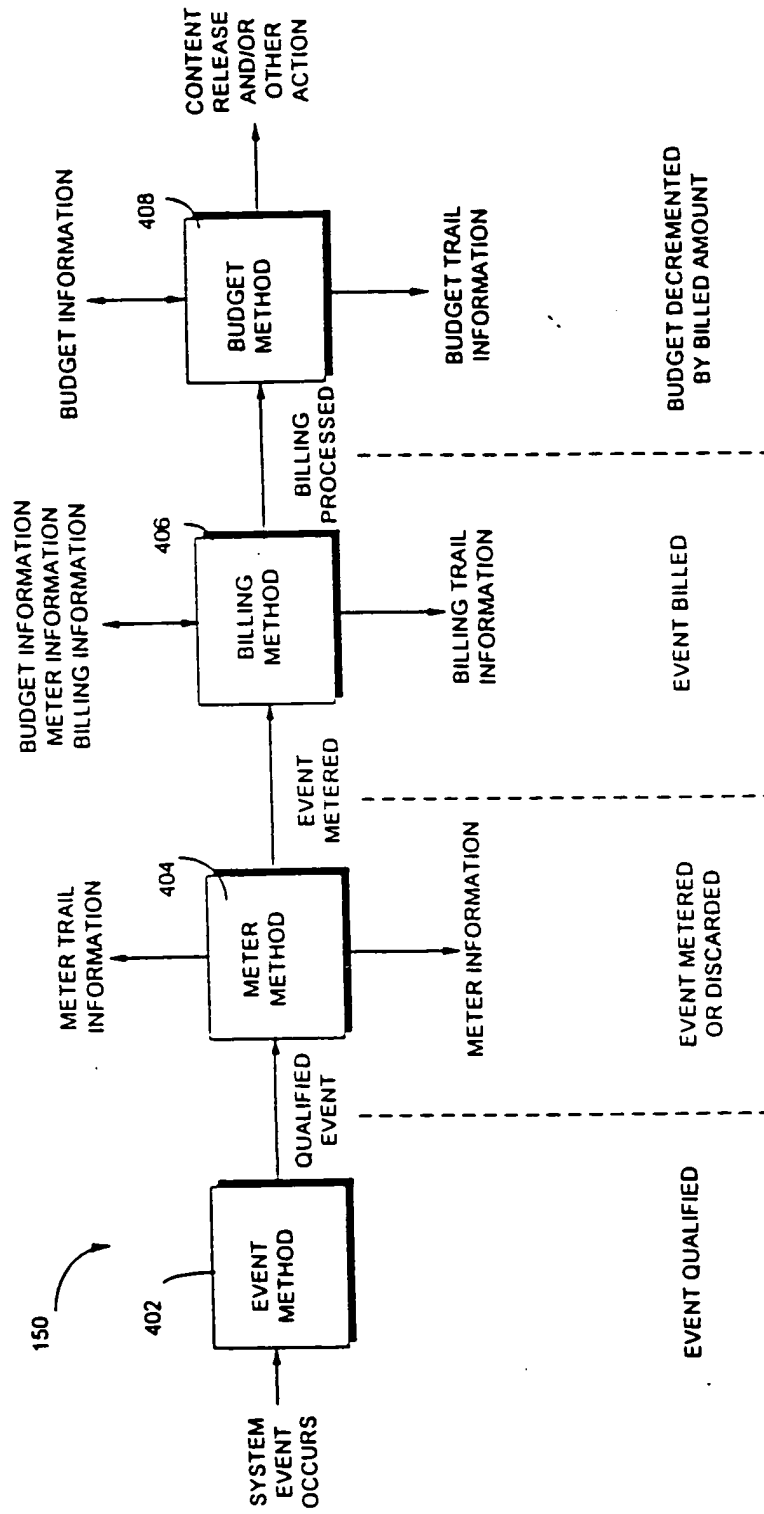 150
SYSTEM
EVENT
OCCURS
402
EVENT
METHOD
QUALIFIED
EVENT
METER TRAIL
INFORMATION
404
METER
METHOD
METER INFORMATION
EVENT
METERED
BUDGET INFORMATION
METER INFORMATION
BILLING INFORMATION
406
BILLING
METHOD
BILLING TRAIL
INFORMATION
BILLING
PROCESSED
BUDGET INFORMATION
408
BUDGET
METHOD
BUDGET TRAIL
INFORMATION
CONTENT
RELEASE
AND/OR
OTHER
ACTION
EVENT QUALIFIED
EVENT METERED
OR DISCARDED
EVENT BILLED
BUDGET DECREMENTED
BY BILLED AMOUNT